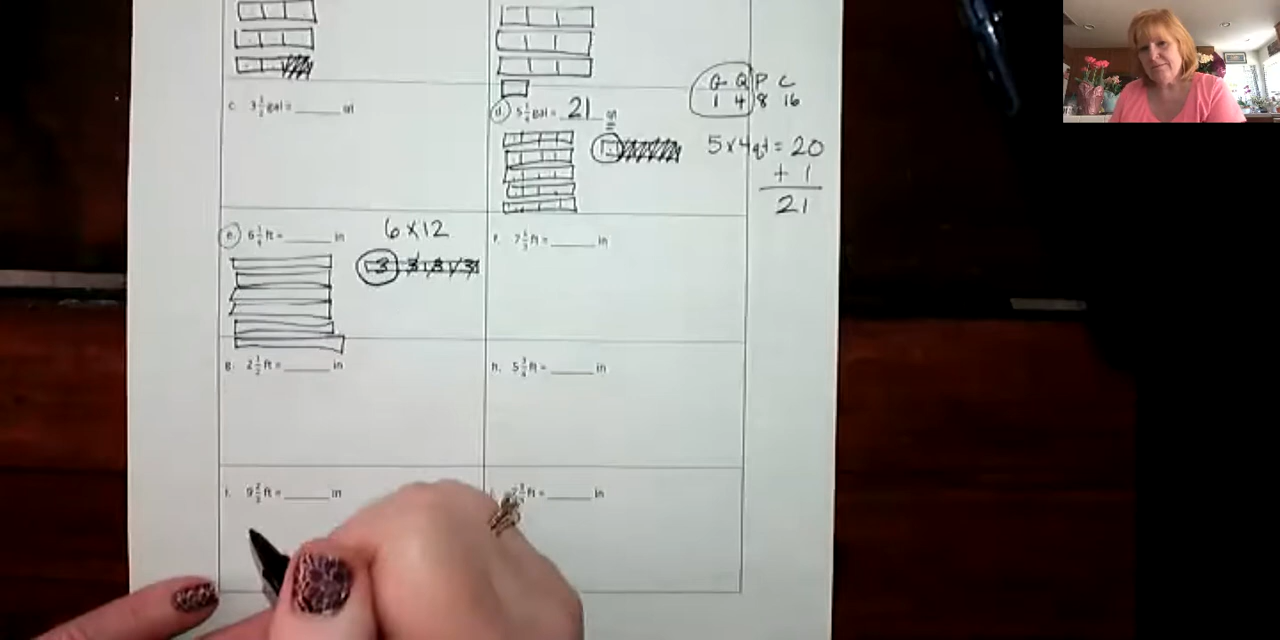 G Q P C
1 4 8 16
c. 3 1/2 gal = ______ qt
d. 5 1/4 gal = 21 qt
5 x 4qt = 20
+ 1
21
e. 6 1/4 ft = ______ in
6 x 12
3 3 3 3
f. 7 1/3 ft = ______ in
g. 2 1/2 ft = ______ in
h. 5 3/4 ft = ______ in
i. 9 2/3 ft = ______ in
ft = ______ in